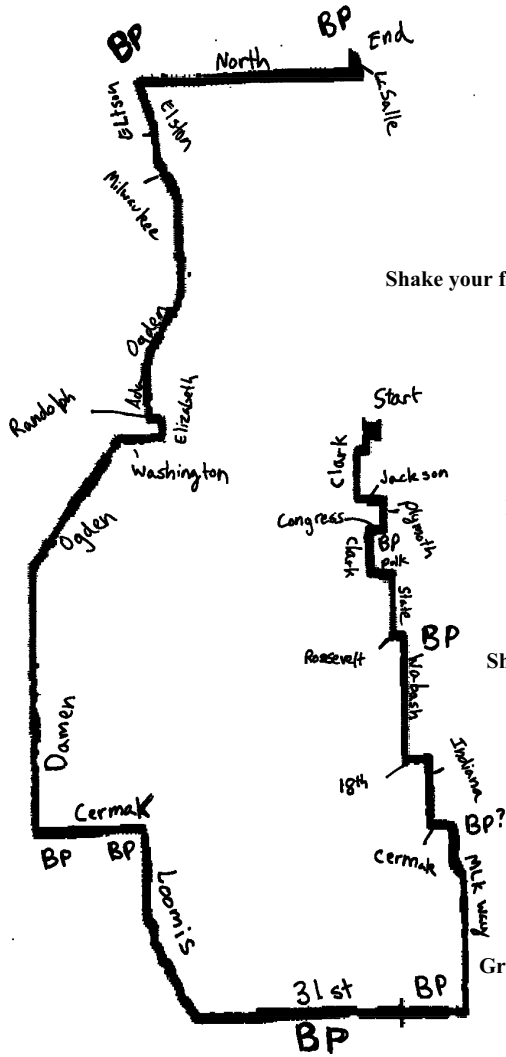 BP
BP
End
North
LaSalle
Elston
Elston
Milwaukee
Shake your f
Ogden
Ada
Randolph
Elizabeth
Washington
Ogden
Start
Clark
Jackson
Congress
Plymouth
BP
Polk
Clark
State
Roosevelt
BP
Wabash
Sh
Damen
18th
Indiana
Cermak
BP?
BP
BP
Cermak
Loomis
MLK
Gr
31st
BP
BP